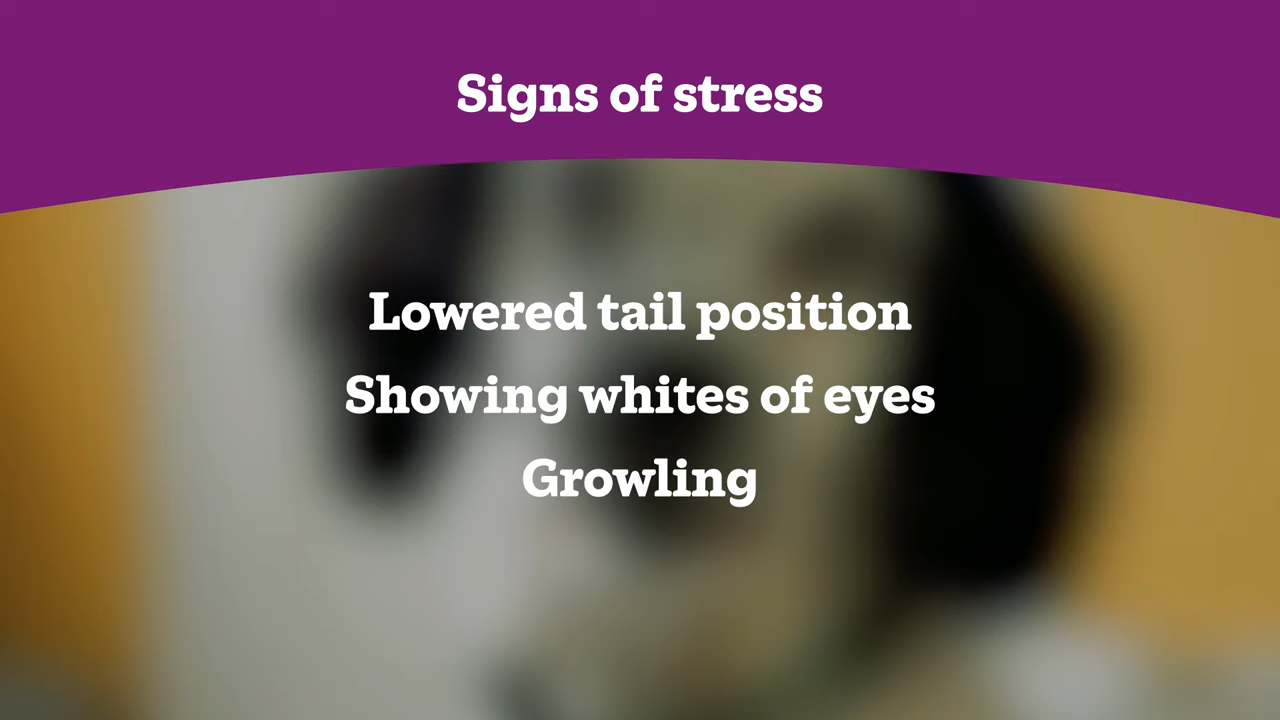 Signs of stress
Lowered tail position
Showing whites of eyes
Growling